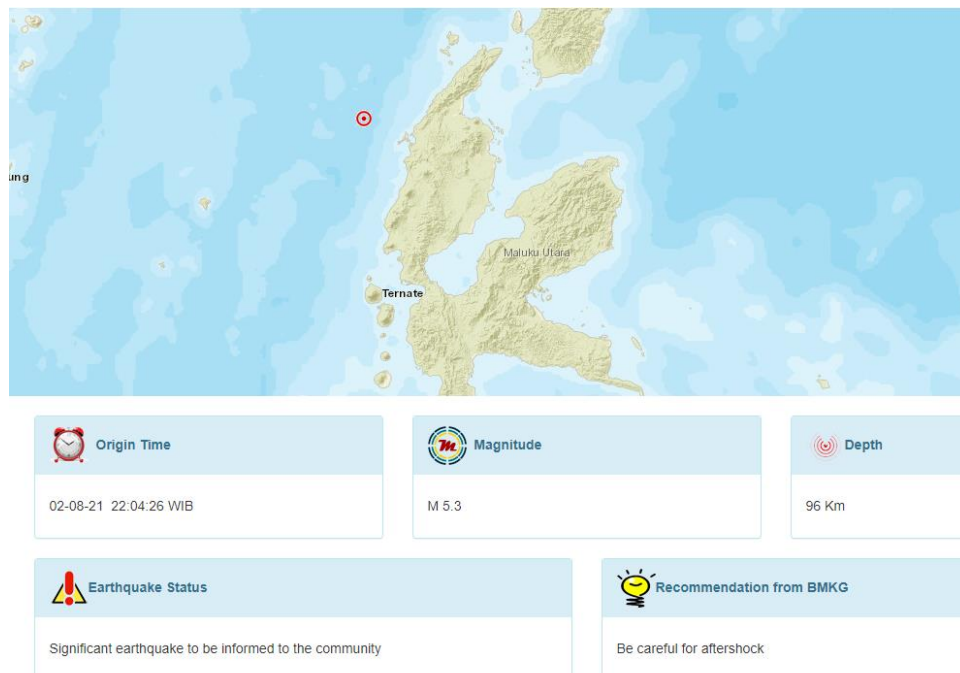 ung
Maluku Utara
Ternate
Origin Time
02-08-21 22:04:26 WIB
Magnitude
M 5.3
Depth
96 Km
Earthquake Status
Significant earthquake to be informed to the community
Recommendation from BMKG
Be careful for aftershock